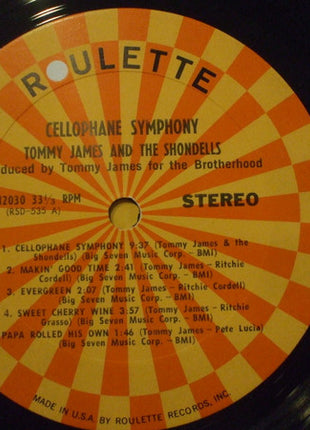 ROULETTE
CELLOPHANE SYMPHONY
TOMMY JAMES AND THE SHONDELLS
oduced by Tommy James for the Brotherhood
42030 33⅓ RPM
(RSD-535 A)
STEREO
1. CELLOPHANE SYMPHONY 9:37 (Tommy James & the
Shondells) (Big Seven Music Corp. - BMI)
2. MAKIN' GOOD TIME 2:41 (Tommy James - Ritchie
Cordell) (Big Seven Music Corp. - BMI)
3. EVERGREEN 2:07 (Tommy James - Ritchie Cordell)
(Big Seven Music Corp. - BMI)
4. SWEET CHERRY WINE 3:57 (Tommy James - Ritchie
Grasso) (Big Seven Music Corp. - BMI)
PAPA ROLLED HIS OWN 1:46 (Tommy James - Pete Lucia)
(Big Seven Music Corp. - BMI)
MADE IN U.S.A. BY ROULETTE RECORDS, INC.